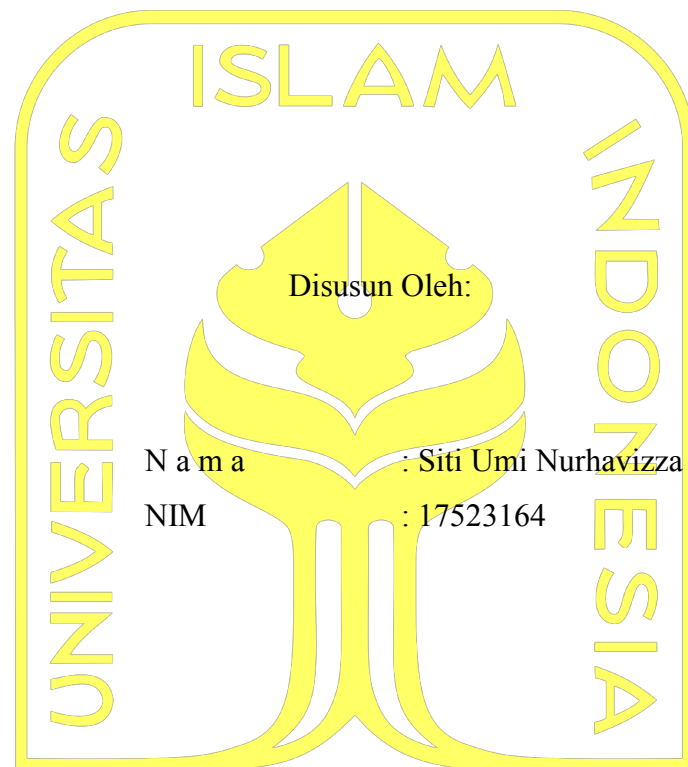 ISLAM
UNIVERSITAS
INDONESIA
Disusun Oleh:
N a m a : Siti Umi Nurhavizza
NIM : 17523164